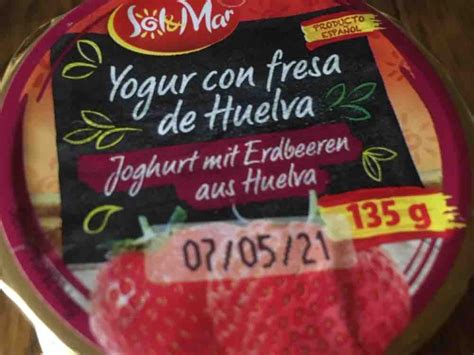 Sol&Mar
PRODUCTO
ESPAÑOL
Yogur con fresa
de Huelva
Joghurt mit Erdbeeren
aus Huelva
135 g
07/05/21